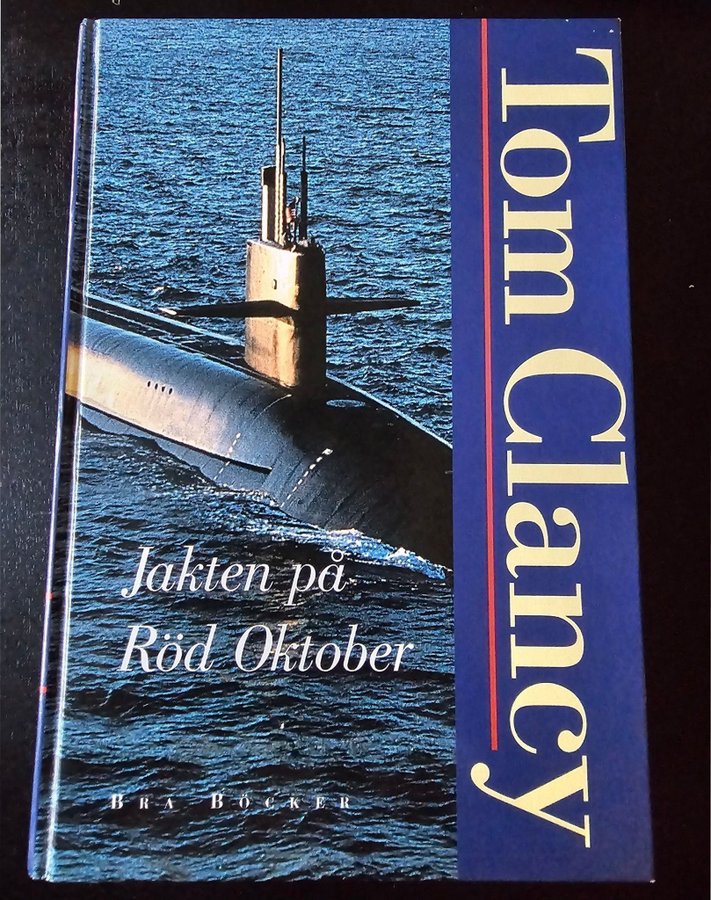 Tom Clancy
Jakten på
Röd Oktober
BRA BÖCKER